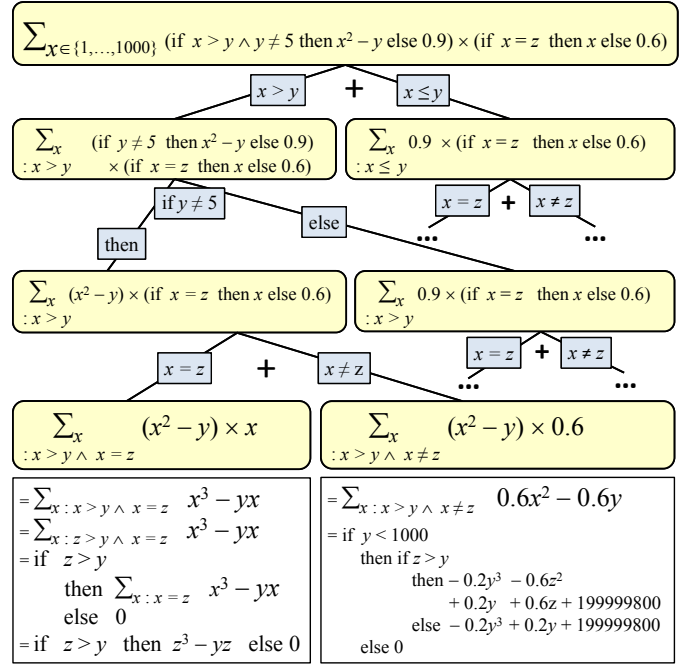 ∑x∈{1,...,1000} (if x > y ∧ y ≠ 5 then x² − y else 0.9) × (if x = z then x else 0.6)
x > y + x ≤ y
∑x (if y ≠ 5 then x² − y else 0.9)
: x > y × (if x = z then x else 0.6)
∑x 0.9 × (if x = z then x else 0.6)
: x ≤ y
if y ≠ 5
x = z + x ≠ z
else
... ...
then
∑x (x² − y) × (if x = z then x else 0.6)
: x > y
∑x 0.9 × (if x = z then x else 0.6)
: x > y
x = z + x ≠ z
x = z + x ≠ z
... ...
∑x (x² − y) × x
: x > y ∧ x = z
∑x (x² − y) × 0.6
: x > y ∧ x ≠ z
= ∑x : x > y ∧ x = z x³ − yx
= ∑x : z > y ∧ x = z x³ − yx
= if z > y
then ∑x : x = z x³ − yx
else 0
= if z > y then z³ − yz else 0
= ∑x : x > y ∧ x ≠ z 0.6x² − 0.6y
= if y < 1000
then if z > y
then − 0.2y³ − 0.6z²
+ 0.2y + 0.6z + 199999800
else − 0.2y³ + 0.2y + 199999800
else 0